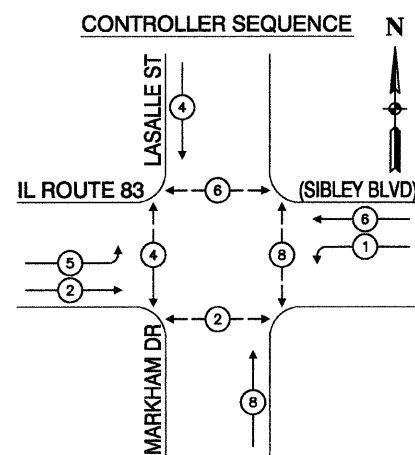 CONTROLLER SEQUENCE
N
LASALLE ST
4
IL ROUTE 83
6
(SIBLEY BLVD)
6
5
4
8
1
2
2
MARKHAM DR
8